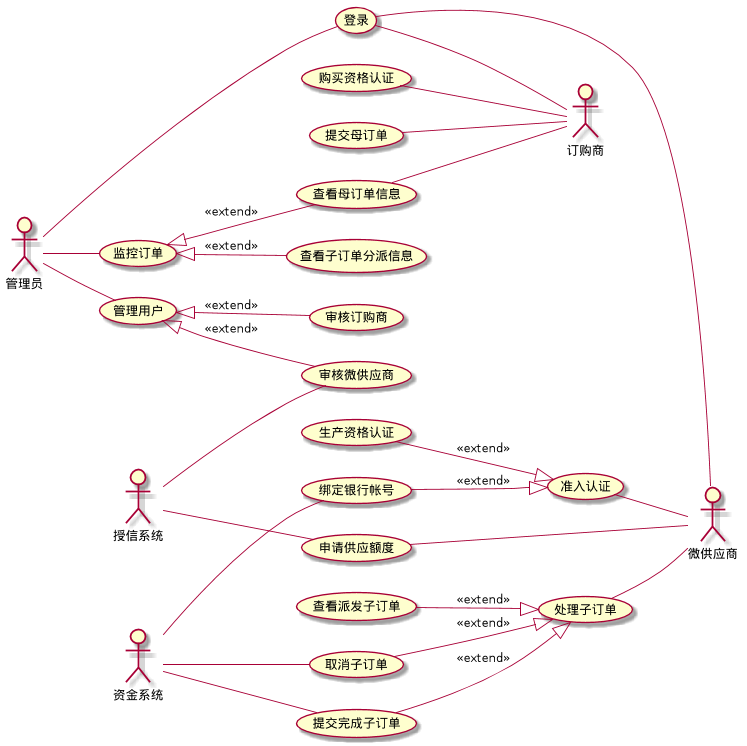 登录
购买资格认证
订购商
提交母订单
查看母订单信息
«extend»
管理员
监控订单
«extend»
查看子订单分派信息
管理用户
«extend»
审核订购商
«extend»
审核微供应商
生产资格认证
«extend»
授信系统
绑定银行帐号
«extend»
准入认证
申请供应额度
微供应商
查看派发子订单
«extend»
处理子订单
«extend»
取消子订单
«extend»
资金系统
提交完成子订单